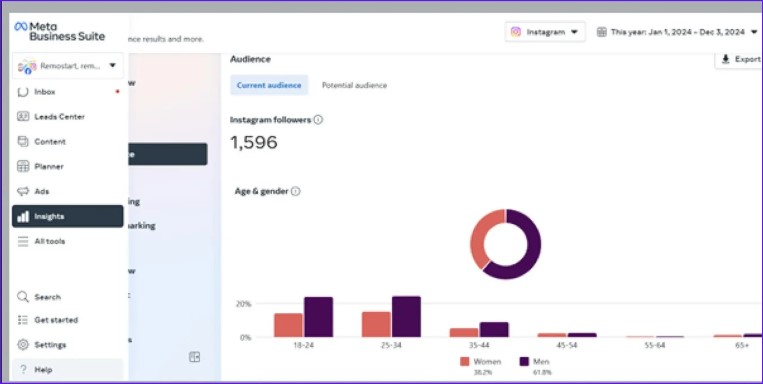 Meta
Business Suite
nce results and more.
Instagram
This year: Jan 1, 2024 – Dec 3, 2024
Remostart, rem...
Audience
Export
w
Current audience
Potential audience
Inbox
Leads Center
Instagram followers
Content
1,596
e
Planner
Age & gender
Ads
ing
Insights
arking
All tools
w
Search
20%
Get started
0%
s
18-24
25-34
35-44
45-54
55-64
65+
Settings
Women
Men
Help
38.2%
61.8%